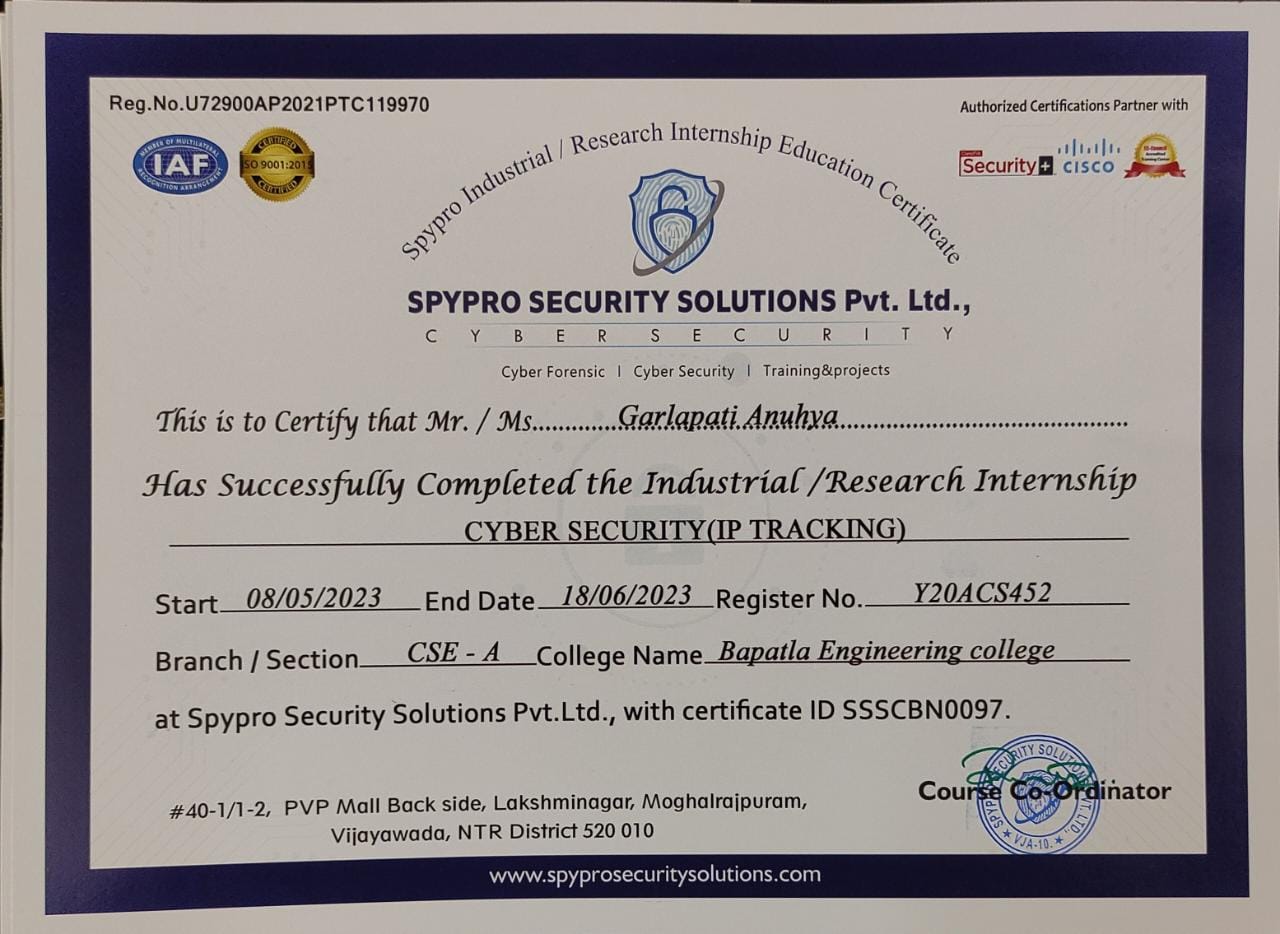 Reg.No.U72900AP2021PTC119970
Authorized Certifications Partner with
MEMBER OF MULTILATERAL
IAF
RECOGNITION ARRANGEMENT
CERTIFIED
ISO 9001:2015
CERTIFIED
Security+
CISCO
Spypro Industrial / Research Internship Education Certificate
SPYPRO SECURITY SOLUTIONS Pvt. Ltd.,
CYBER SECURITY
Cyber Forensic | Cyber Security | Training&projects
This is to Certify that Mr. / Ms............Garlapati Anuhya................................................
Has Successfully Completed the Industrial /Research Internship
CYBER SECURITY(IP TRACKING)
Start 08/05/2023 End Date 18/06/2023 Register No. Y20ACS452
Branch / Section CSE - A College Name Bapatla Engineering college
at Spypro Security Solutions Pvt.Ltd., with certificate ID SSSCBN0097.
Course Co-Ordinator
VJA-10.
#40-1/1-2, PVP Mall Back side, Lakshminagar, Moghalrajpuram,
Vijayawada, NTR District 520 010
www.spyprosecuritysolutions.com